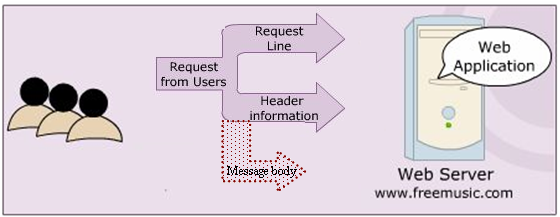 Request
Line
Request
from Users
Header
information
Message body
Web
Application
Web Server
www.freemusic.com